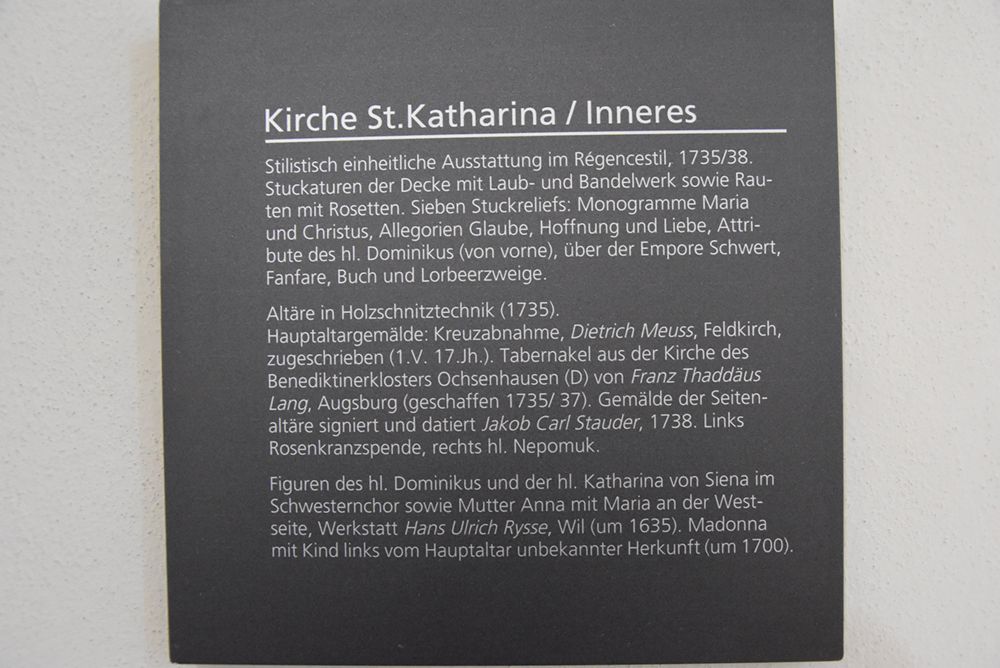 Kirche St.Katharina / Inneres
Stilistisch einheitliche Ausstattung im Régencestil, 1735/38.
Stuckaturen der Decke mit Laub- und Bandelwerk sowie Rau-
ten mit Rosetten. Sieben Stuckreliefs: Monogramme Maria
und Christus, Allegorien Glaube, Hoffnung und Liebe, Attri-
bute des hl. Dominikus (von vorne), über der Empore Schwert,
Fanfare, Buch und Lorbeerzweige.
Altäre in Holzschnitztechnik (1735).
Hauptaltargemälde: Kreuzabnahme, Dietrich Meuss, Feldkirch,
zugeschrieben (1.V. 17.Jh.). Tabernakel aus der Kirche des
Benediktinerklosters Ochsenhausen (D) von Franz Thaddäus
Lang, Augsburg (geschaffen 1735/ 37). Gemälde der Seiten-
altäre signiert und datiert Jakob Carl Stauder, 1738. Links
Rosenkranzspende, rechts hl. Nepomuk.
Figuren des hl. Dominikus und der hl. Katharina von Siena im
Schwesternchor sowie Mutter Anna mit Maria an der West-
seite, Werkstatt Hans Ulrich Rysse, Wil (um 1635). Madonna
mit Kind links vom Hauptaltar unbekannter Herkunft (um 1700).